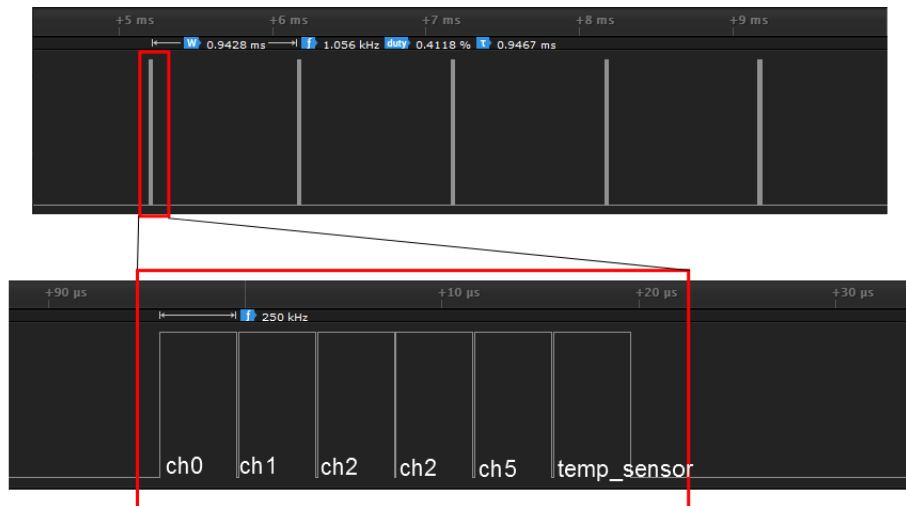 +5 ms +6 ms +7 ms +8 ms +9 ms
W 0.9428 ms f 1.056 kHz duty 0.4118 % T 0.9467 ms
+90 µs +10 µs +20 µs +30 µs
f 250 kHz
ch0 ch1 ch2 ch2 ch5 temp_sensor